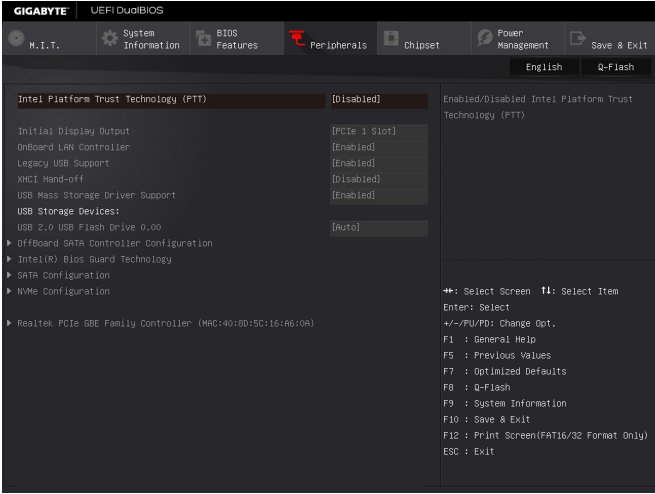 GIGABYTE™ UEFI DualBIOS
M.I.T.
System Information
BIOS Features
Peripherals
Chipset
Power Management
Save & Exit
English Q-Flash
Intel Platform Trust Technology (PTT) [Disabled]
Enabled/Disabled Intel Platform Trust
Technology (PTT)
Initial Display Output [PCIe 1 Slot]
OnBoard LAN Controller [Enabled]
Legacy USB Support [Enabled]
XHCI Hand-off [Disabled]
USB Mass Storage Driver Support [Enabled]
USB Storage Devices:
USB 2.0 USB Flash Drive 0.00 [Auto]
OffBoard SATA Controller Configuration
Intel(R) Bios Guard Technology
SATA Configuration
NVMe Configuration
Realtek PCIe GBE Family Controller (MAC:40:8D:5C:16:A6:0A)
→←: Select Screen ↑↓: Select Item
Enter: Select
+/-/PU/PD: Change Opt.
F1 : General Help
F5 : Previous Values
F7 : Optimized Defaults
F8 : Q-Flash
F9 : System Information
F10 : Save & Exit
F12 : Print Screen(FAT16/32 Format Only)
ESC : Exit